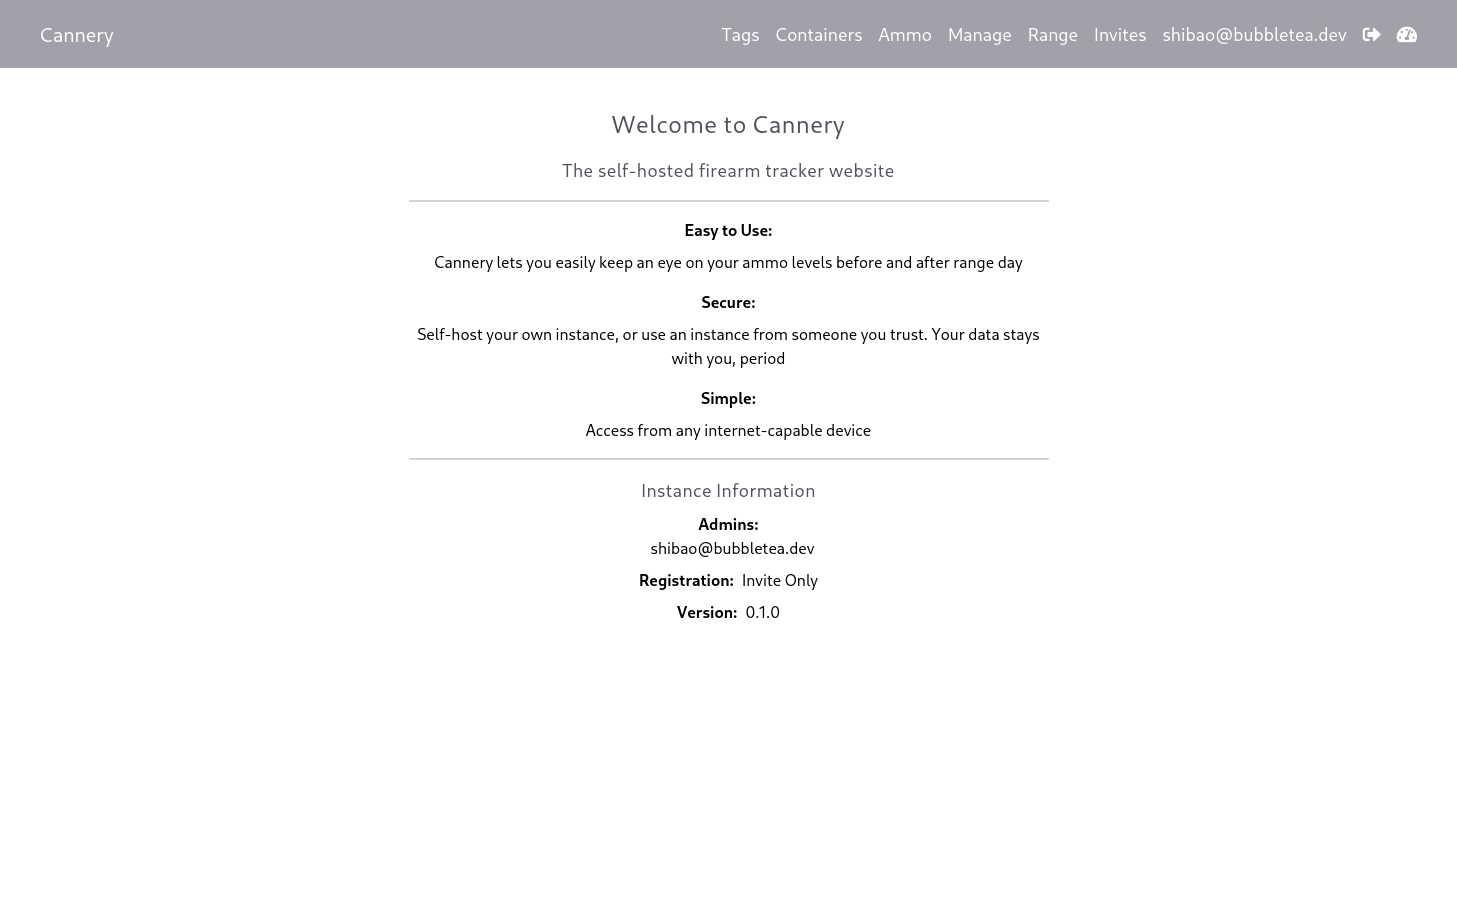 Cannery Tags Containers Ammo Manage Range Invites shibao@bubbletea.dev
Welcome to Cannery
The self-hosted firearm tracker website
Easy to Use:
Cannery lets you easily keep an eye on your ammo levels before and after range day
Secure:
Self-host your own instance, or use an instance from someone you trust. Your data stays
with you, period
Simple:
Access from any internet-capable device
Instance Information
Admins:
shibao@bubbletea.dev
Registration: Invite Only
Version: 0.1.0